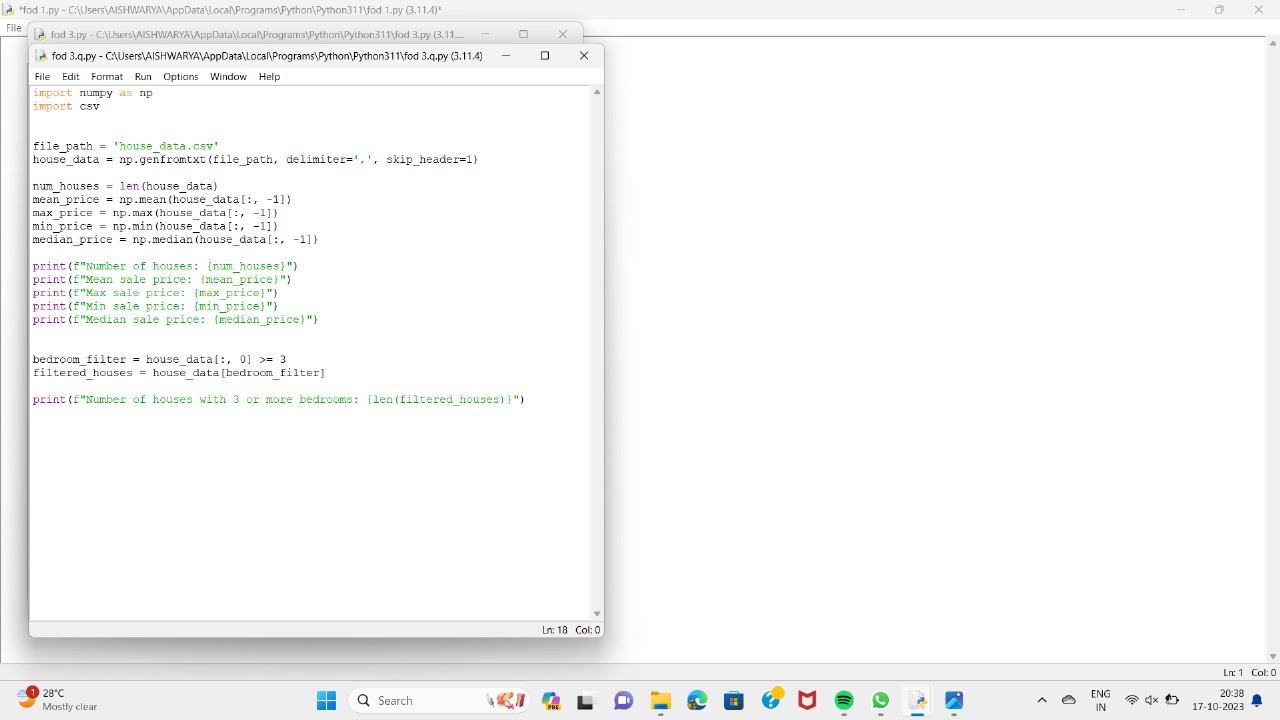 *fod 1.py - C:\Users\AISHWARYA\AppData\Local\Programs\Python\Python311\fod 1.py (3.11.4)*
File
fod 3.py - C:\Users\AISHWARYA\AppData\Local\Programs\Python\Python311\fod 3.py (3.11....
fod 3.q.py - C:\Users\AISHWARYA\AppData\Local\Programs\Python\Python311\fod 3.q.py (3.11.4)
File Edit Format Run Options Window Help
import numpy as np
import csv
file_path = 'house_data.csv'
house_data = np.genfromtxt(file_path, delimiter=',', skip_header=1)
num_houses = len(house_data)
mean_price = np.mean(house_data[:, -1])
max_price = np.max(house_data[:, -1])
min_price = np.min(house_data[:, -1])
median_price = np.median(house_data[:, -1])
print(f"Number of houses: {num_houses}")
print(f"Mean sale price: {mean_price}")
print(f"Max sale price: {max_price}")
print(f"Min sale price: {min_price}")
print(f"Median sale price: {median_price}")
bedroom_filter = house_data[:, 0] >= 3
filtered_houses = house_data[bedroom_filter]
print(f"Number of houses with 3 or more bedrooms: {len(filtered_houses)}")
Ln: 18 Col: 0
Ln: 1 Col: 0
1
28°C
Mostly clear
Search
PRE
ENG
IN
20:38
17-10-2023